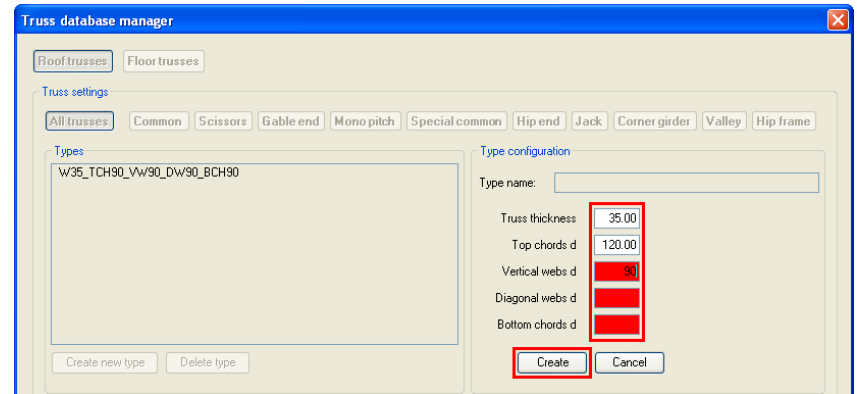 Truss database manager
Roof trusses Floor trusses
Truss settings
All trusses Common Scissors Gable end Mono pitch Special common Hip end Jack Corner girder Valley Hip frame
Types
W35_TCH90_VW90_DW90_BCH90
Create new type Delete type
Type configuration
Type name:
Truss thickness 35.00
Top chords d 120.00
Vertical webs d 90
Diagonal webs d
Bottom chords d
Create Cancel